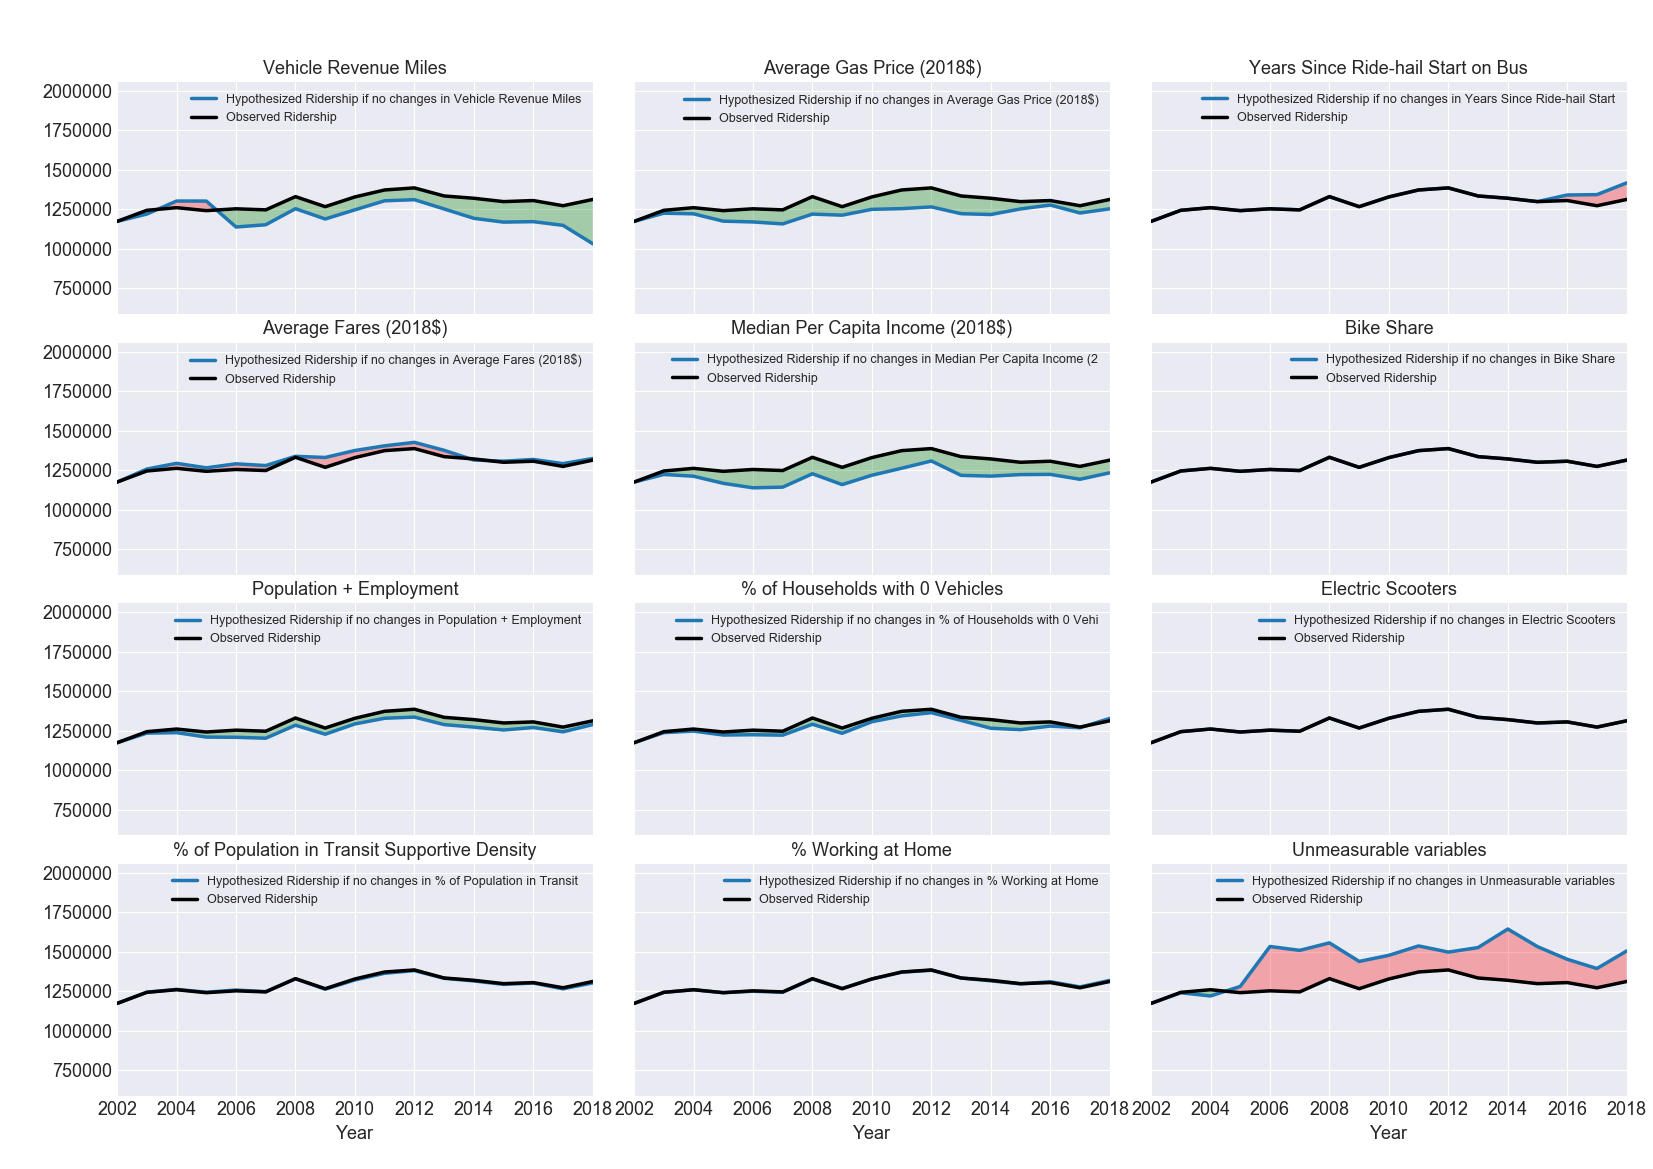 Vehicle Revenue Miles
2000000
1750000
1500000
1250000
1000000
750000
Hypothesized Ridership if no changes in Vehicle Revenue Miles
Observed Ridership
Average Gas Price (2018$)
Hypothesized Ridership if no changes in Average Gas Price (2018$)
Observed Ridership
Years Since Ride-hail Start on Bus
Hypothesized Ridership if no changes in Years Since Ride-hail Start
Observed Ridership
Average Fares (2018$)
2000000
1750000
1500000
1250000
1000000
750000
Hypothesized Ridership if no changes in Average Fares (2018$)
Observed Ridership
Median Per Capita Income (2018$)
Hypothesized Ridership if no changes in Median Per Capita Income (2
Observed Ridership
Bike Share
Hypothesized Ridership if no changes in Bike Share
Observed Ridership
Population + Employment
2000000
1750000
1500000
1250000
1000000
750000
Hypothesized Ridership if no changes in Population + Employment
Observed Ridership
% of Households with 0 Vehicles
Hypothesized Ridership if no changes in % of Households with 0 Vehi
Observed Ridership
Electric Scooters
Hypothesized Ridership if no changes in Electric Scooters
Observed Ridership
% of Population in Transit Supportive Density
2000000
1750000
1500000
1250000
1000000
750000
Hypothesized Ridership if no changes in % of Population in Transit
Observed Ridership
2002 2004 2006 2008 2010 2012 2014 2016 2018
Year
% Working at Home
Hypothesized Ridership if no changes in % Working at Home
Observed Ridership
2002 2004 2006 2008 2010 2012 2014 2016 2018
Year
Unmeasurable variables
Hypothesized Ridership if no changes in Unmeasurable variables
Observed Ridership
2002 2004 2006 2008 2010 2012 2014 2016 2018
Year